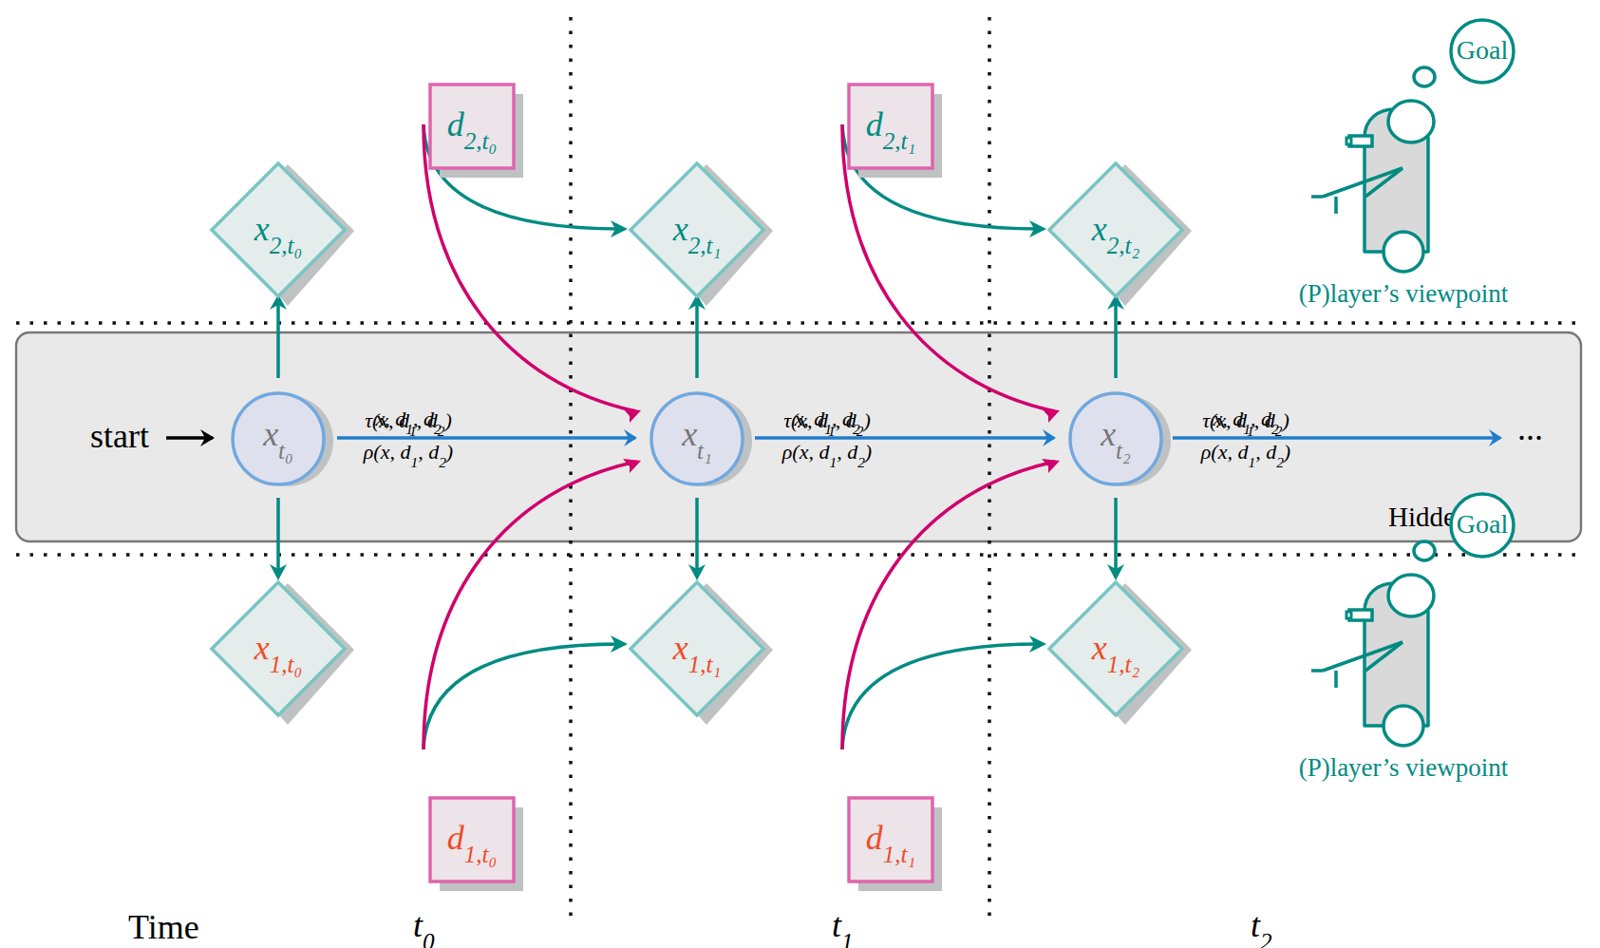 Goal
d2,t0
d2,t1
x2,t0
x2,t1
x2,t2
(P)layer’s viewpoint
start
xt0
ρ(x, d1, d2)
xt1
ρ(x, d1, d2)
xt2
ρ(x, d1, d2)
...
Hidde
Goal
x1,t0
x1,t1
x1,t2
(P)layer’s viewpoint
d1,t0
d1,t1
Time
t0
t1
t2